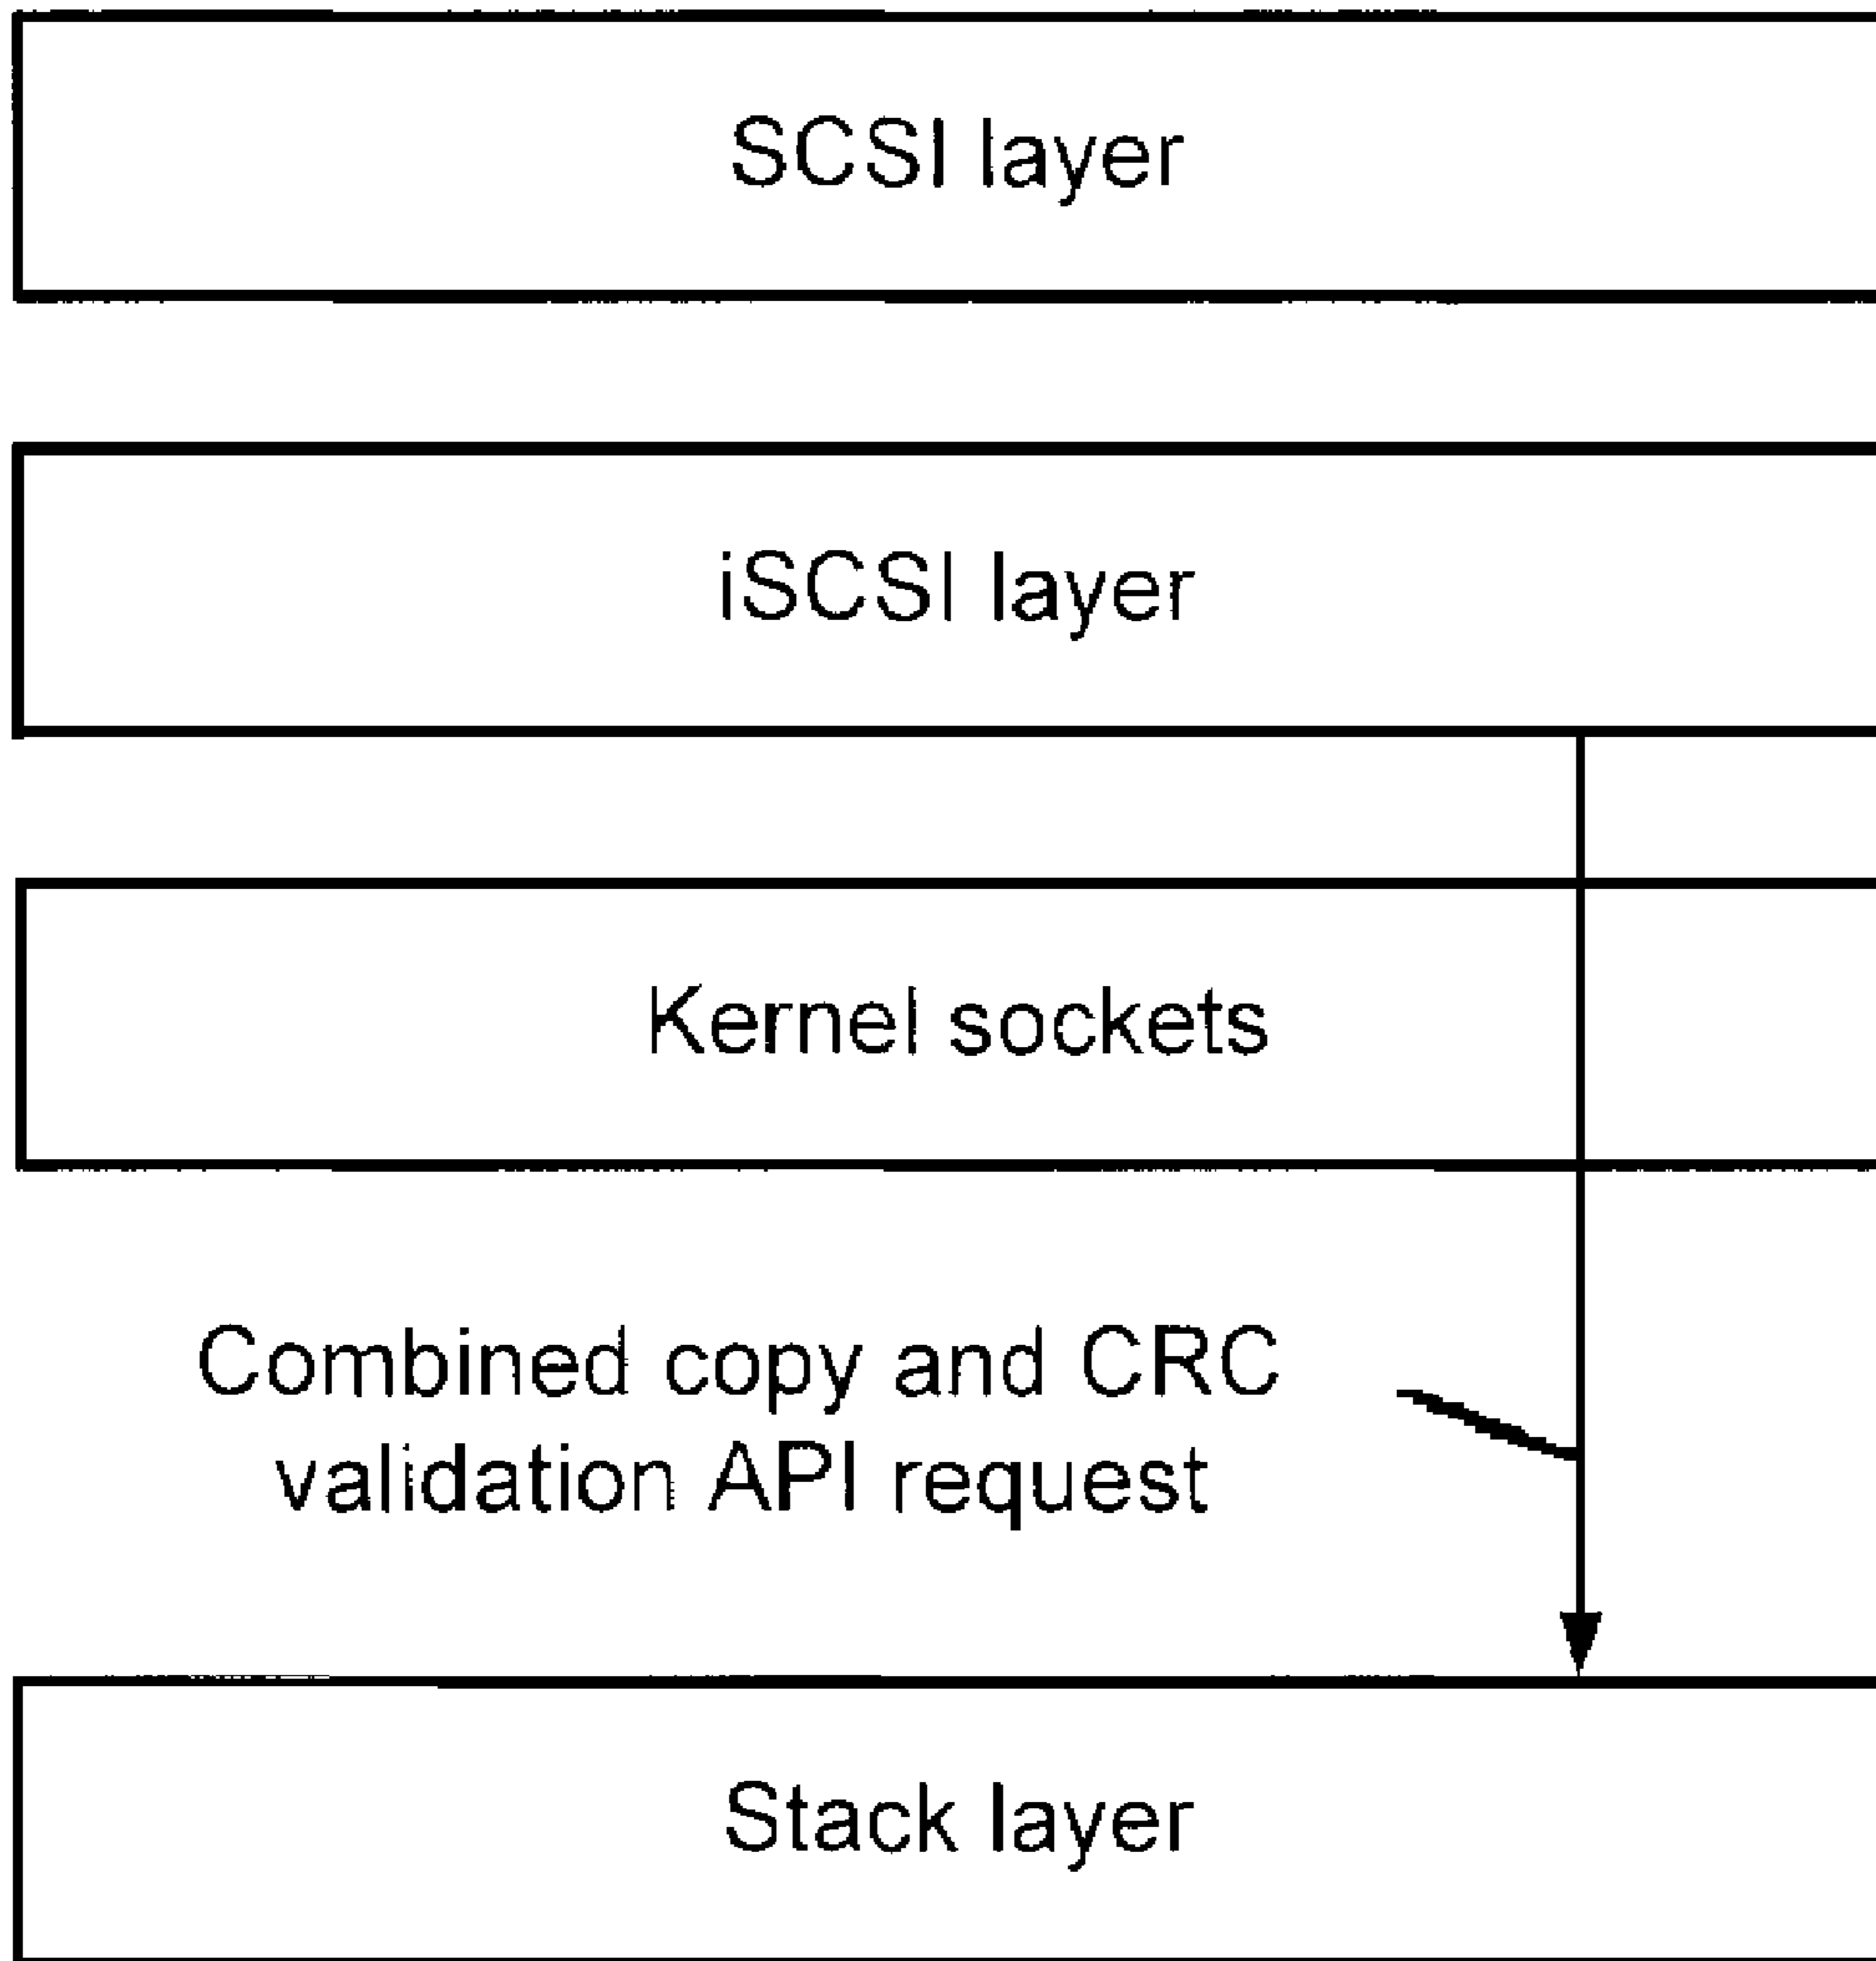 SCSI layer
iSCSI layer
Kernel sockets
Combined copy and CRC
validation API request
Stack layer